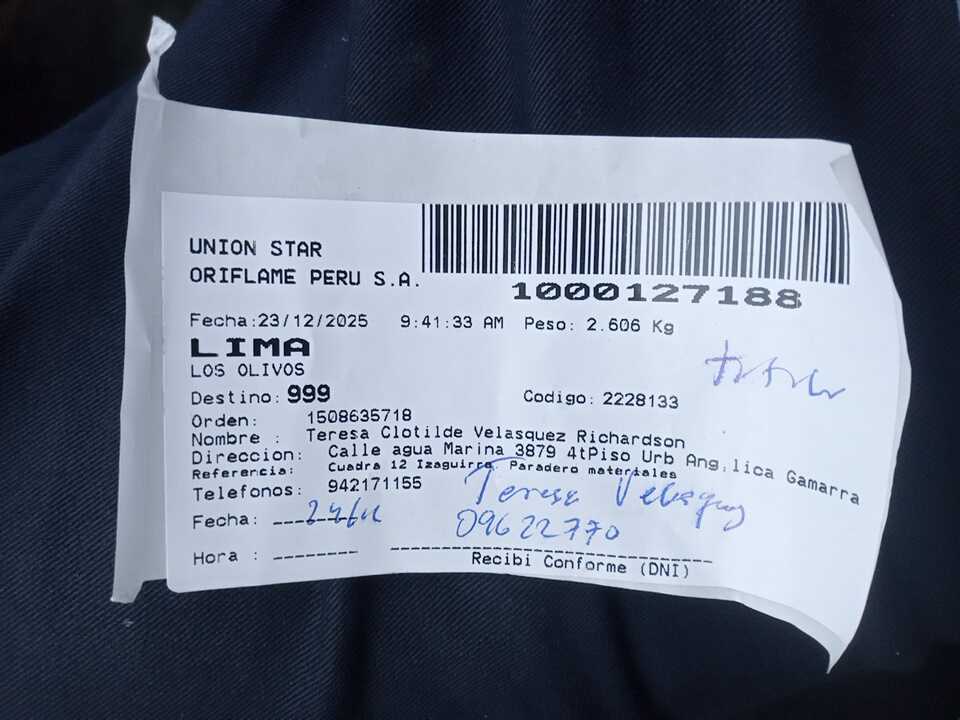 UNION STAR
ORIFLAME PERU S.A.
1000127188
Fecha:23/12/2025 9:41:33 AM Peso: 2.606 Kg
LIMA
LOS OLIVOS
Destino: 999 Codigo: 2228133
Orden: 1508635718
Nombre : Teresa Clotilde Velasquez Richardson
Direccion: Calle agua Marina 3879 4tPiso Urb Ang.lica Gamarra
Referencia: Cuadra 12 Izaguirre. Paradero materiales
Telefonos: 942171155
Teresa Velasquez
Fecha: 24/12
09622770
Hora : --------
Recibi Conforme (DNI)